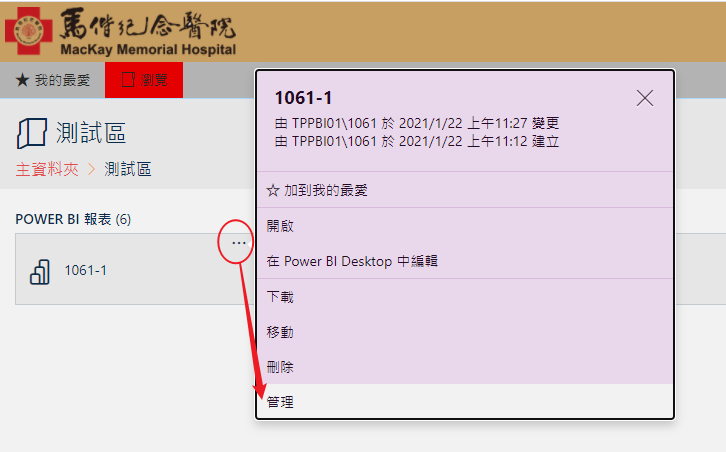 馬偕紀念醫院
MacKay Memorial Hospital
★ 我的最愛
瀏覽
測試區
主資料夾 > 測試區
POWER BI 報表 (6)
...
1061-1
1061-1
由 TPPBI01\1061 於 2021/1/22 上午11:27 變更
由 TPPBI01\1061 於 2021/1/22 上午11:12 建立
☆ 加到我的最愛
開啟
在 Power BI Desktop 中編輯
下載
移動
刪除
管理